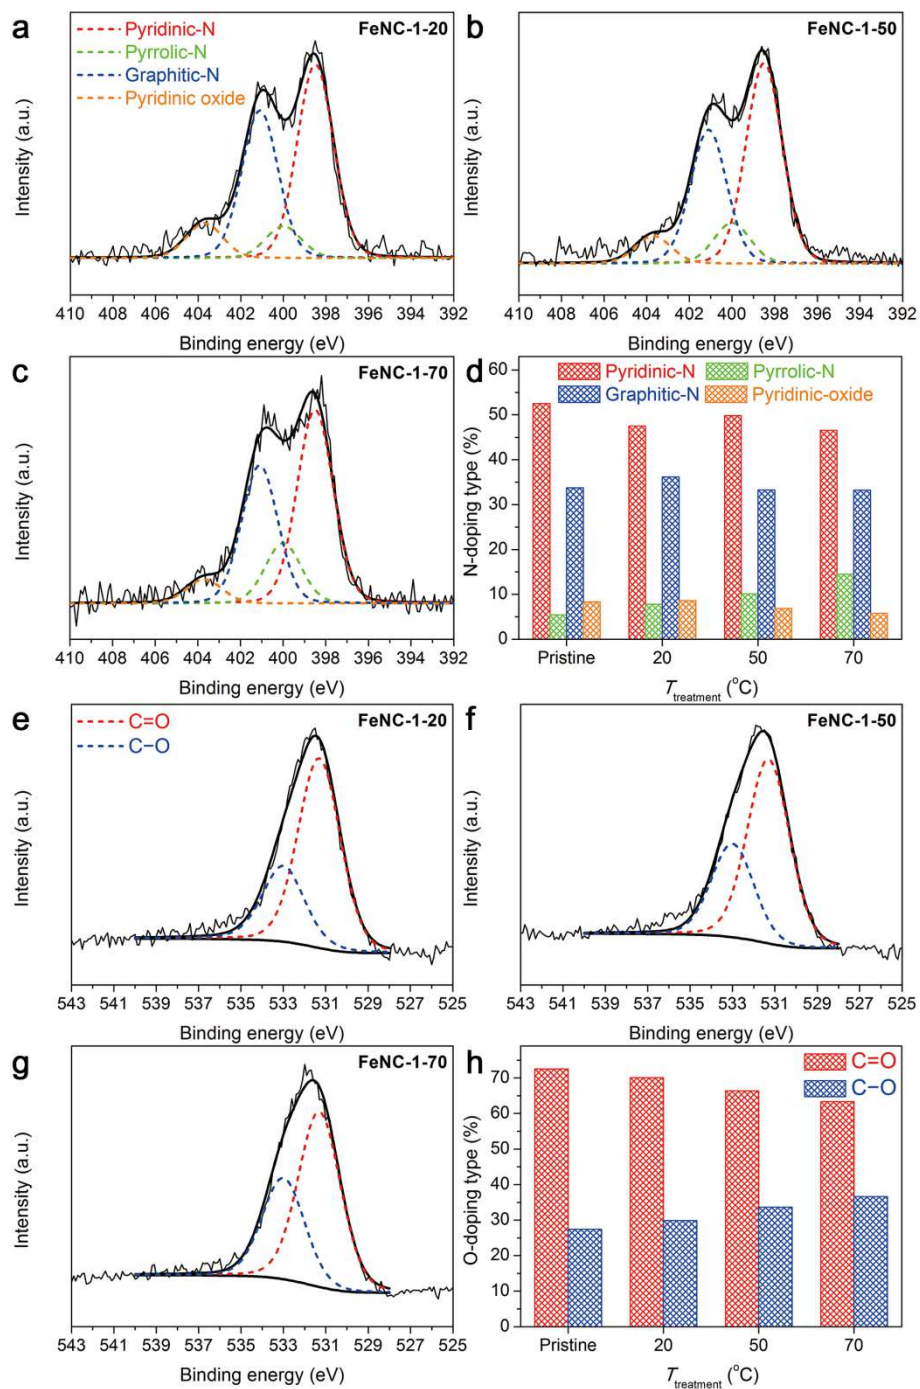 a
Pyridinic-N
Pyrrolic-N
Graphitic-N
Pyridinic oxide
FeNC-1-20
Intensity (a.u.)
410 408 406 404 402 400 398 396 394 392
Binding energy (eV)
b
FeNC-1-50
Intensity (a.u.)
410 408 406 404 402 400 398 396 394 392
Binding energy (eV)
c
FeNC-1-70
Intensity (a.u.)
410 408 406 404 402 400 398 396 394 392
Binding energy (eV)
d
Pyridinic-N Pyrrolic-N
Graphitic-N Pyridinic-oxide
N-doping type (%)
60
50
40
30
20
10
0
Pristine 20 50 70
Ttreatment (°C)
e
C=O
C−O
FeNC-1-20
Intensity (a.u.)
543 541 539 537 535 533 531 529 527 525
Binding energy (eV)
f
FeNC-1-50
Intensity (a.u.)
543 541 539 537 535 533 531 529 527 525
Binding energy (eV)
g
FeNC-1-70
Intensity (a.u.)
543 541 539 537 535 533 531 529 527 525
Binding energy (eV)
h
C=O
C−O
O-doping type (%)
70
60
50
40
30
20
10
0
Pristine 20 50 70
Ttreatment (°C)